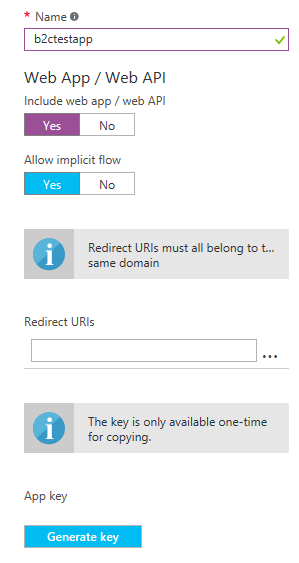 * Name
b2ctestapp
Web App / Web API
Include web app / web API
Yes No
Allow implicit flow
Yes No
Redirect URIs must all belong to t...
same domain
Redirect URIs
...
The key is only available one-time
for copying.
App key
Generate key